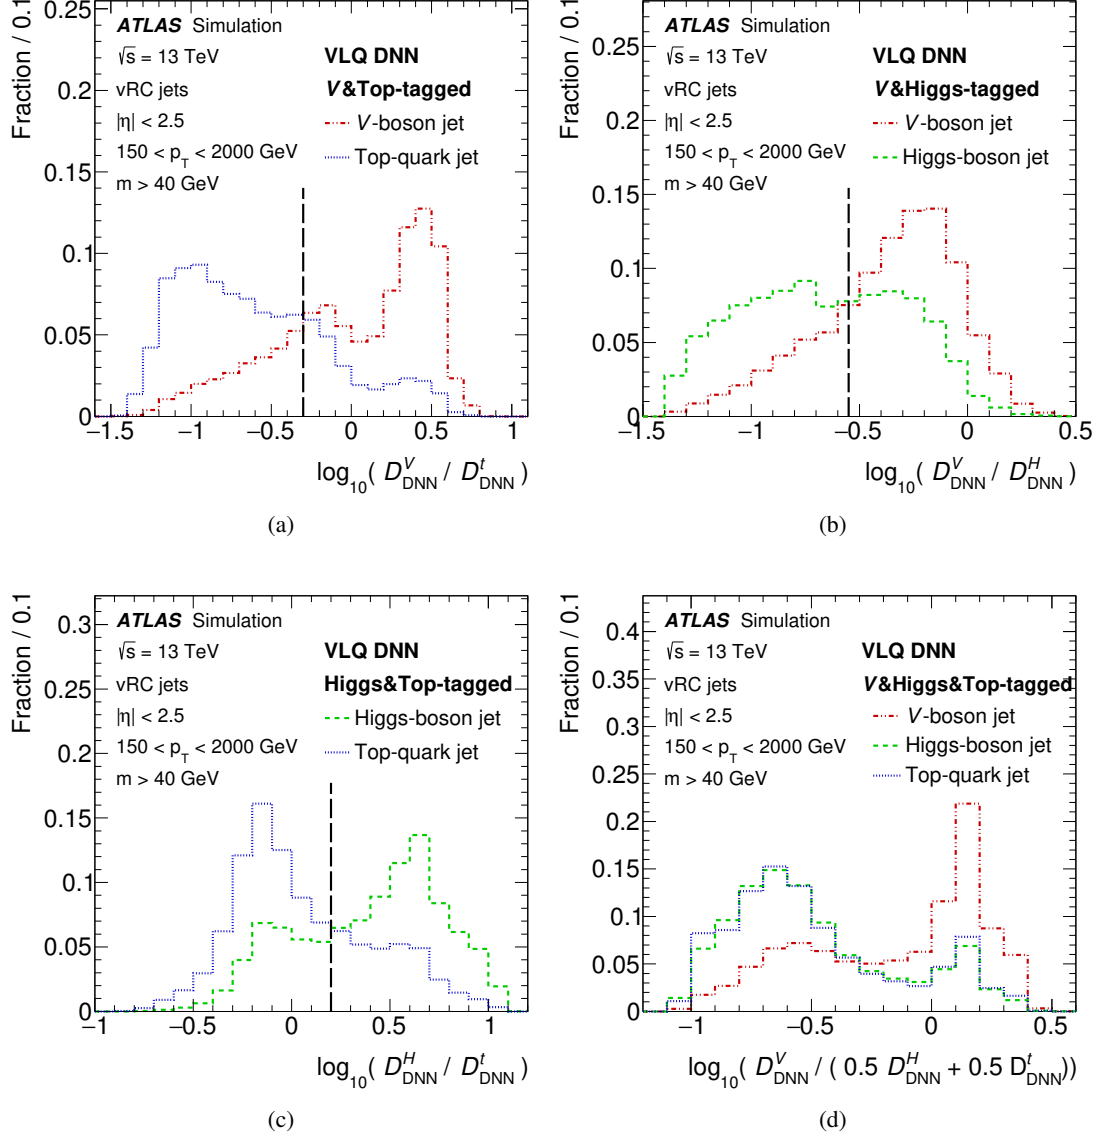 Fraction / 0.1
0.25
0.2
0.15
0.1
0.05
0
ATLAS Simulation
√s = 13 TeV
vRC jets
|η| < 2.5
150 < p_T < 2000 GeV
m > 40 GeV
VLQ DNN
V&Top-tagged
V-boson jet
Top-quark jet
−1.5 −1 −0.5 0 0.5 1
log_10( D^V_DNN / D^t_DNN )
(a)
Fraction / 0.1
0.25
0.2
0.15
0.1
0.05
0
ATLAS Simulation
√s = 13 TeV
vRC jets
|η| < 2.5
150 < p_T < 2000 GeV
m > 40 GeV
VLQ DNN
V&Higgs-tagged
V-boson jet
Higgs-boson jet
−1.5 −1 −0.5 0 0.5
log_10( D^V_DNN / D^H_DNN )
(b)
Fraction / 0.1
0.3
0.25
0.2
0.15
0.1
0.05
0
ATLAS Simulation
√s = 13 TeV
vRC jets
|η| < 2.5
150 < p_T < 2000 GeV
m > 40 GeV
VLQ DNN
Higgs&Top-tagged
Higgs-boson jet
Top-quark jet
−1 −0.5 0 0.5 1
log_10( D^H_DNN / D^t_DNN )
(c)
Fraction / 0.1
0.4
0.35
0.3
0.25
0.2
0.15
0.1
0.05
0
ATLAS Simulation
√s = 13 TeV
vRC jets
|η| < 2.5
150 < p_T < 2000 GeV
m > 40 GeV
VLQ DNN
V&Higgs&Top-tagged
V-boson jet
Higgs-boson jet
Top-quark jet
−1 −0.5 0 0.5
log_10( D^V_DNN / ( 0.5 D^H_DNN + 0.5 D^t_DNN))
(d)